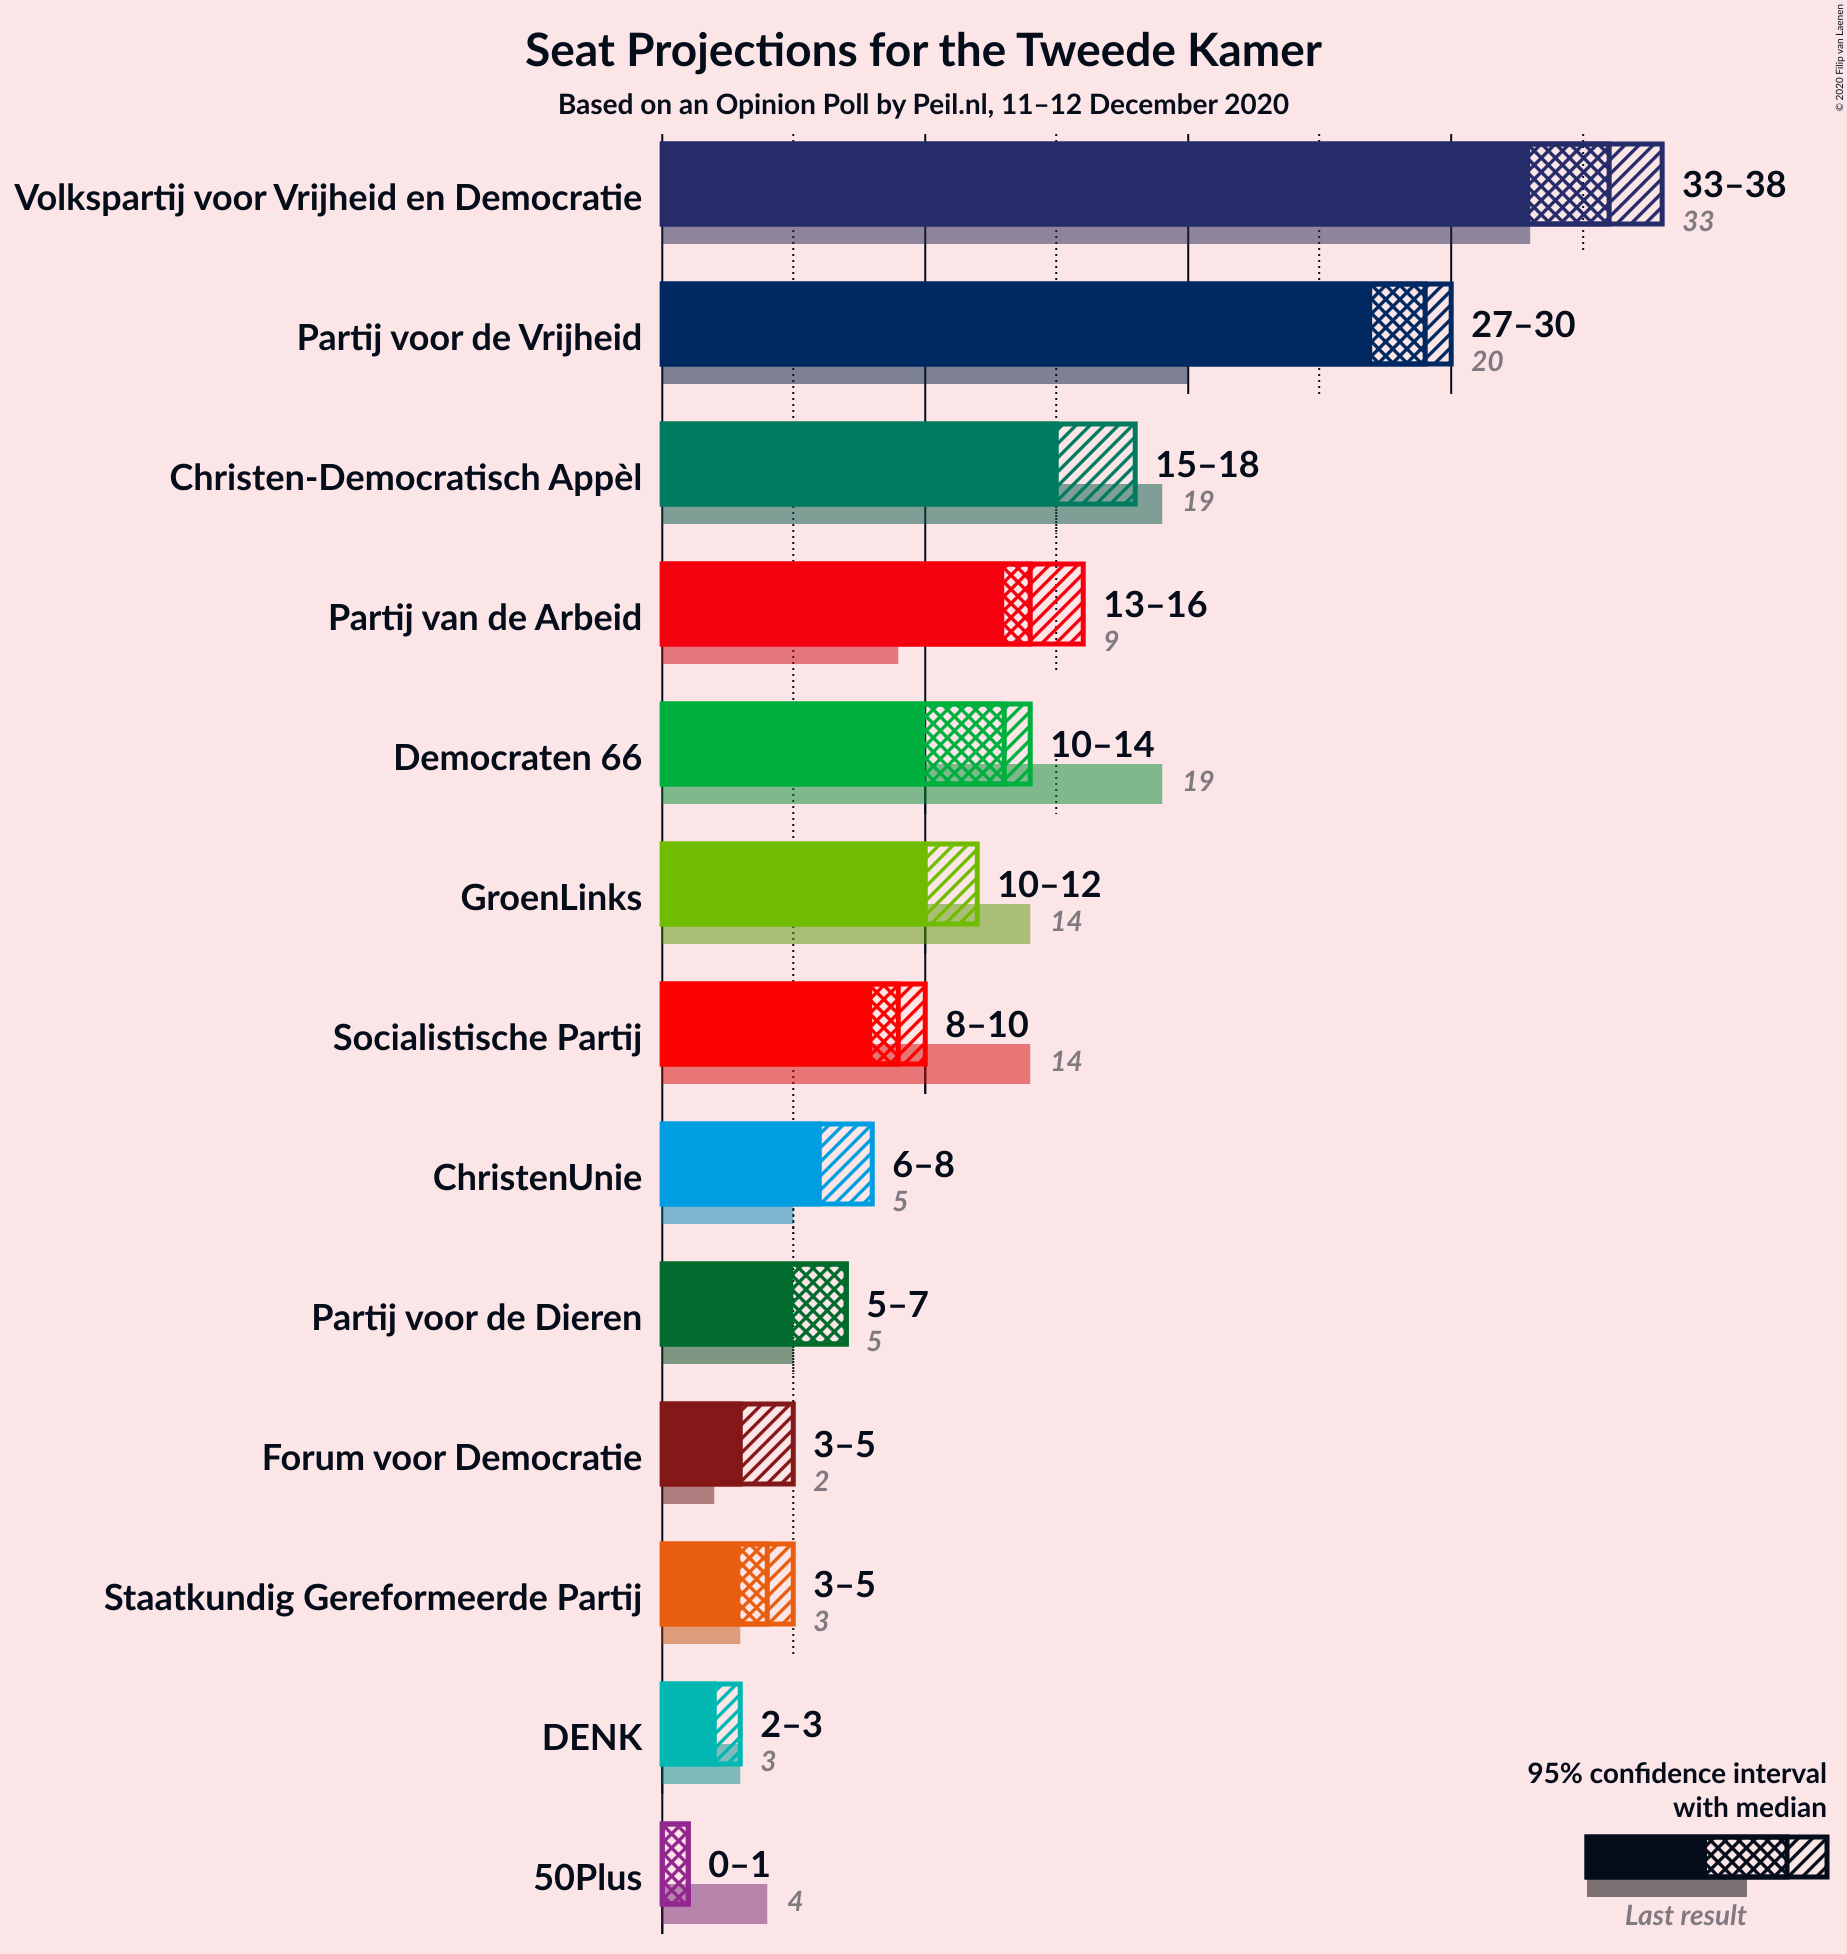 Seat Projections for the Tweede Kamer
Based on an Opinion Poll by Peil.nl, 11–12 December 2020
© 2020 Filip van Laenen
Volkspartij voor Vrijheid en Democratie
33–38
33
Partij voor de Vrijheid
27–30
20
Christen-Democratisch Appèl
15–18
19
Partij van de Arbeid
13–16
9
Democraten 66
10–14
19
GroenLinks
10–12
14
Socialistische Partij
8–10
14
ChristenUnie
6–8
5
Partij voor de Dieren
5–7
5
Forum voor Democratie
3–5
2
Staatkundig Gereformeerde Partij
3–5
3
DENK
2–3
3
50Plus
0–1
4
95% confidence interval
with median
Last result